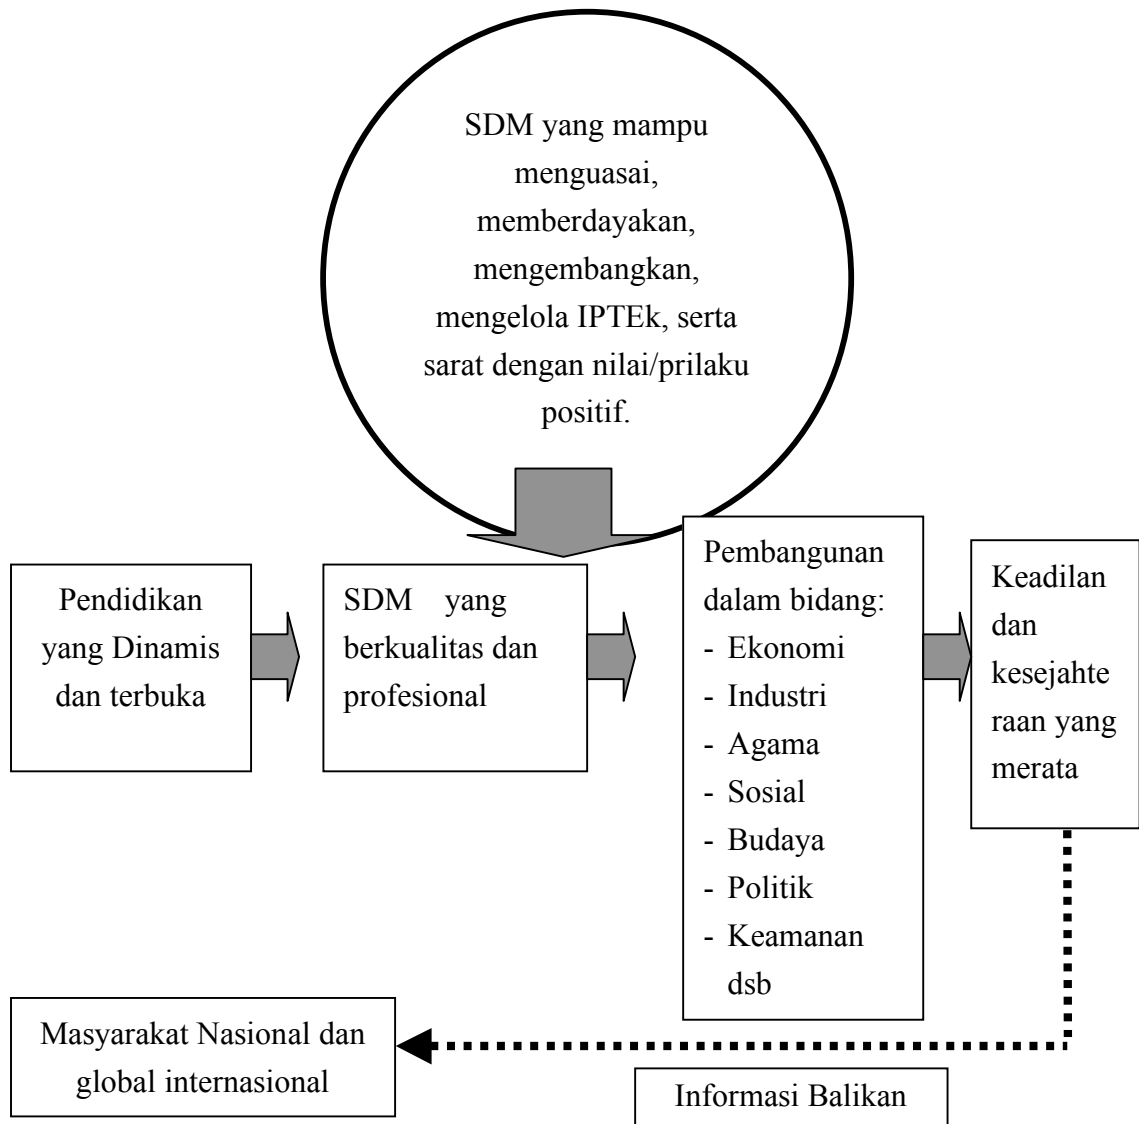 SDM yang mampu
menguasai,
memberdayakan,
mengembangkan,
mengelola IPTEk, serta
sarat dengan nilai/prilaku
positif.
Pendidikan
yang Dinamis
dan terbuka
SDM yang
berkualitas dan
profesional
Pembangunan
dalam bidang:
- Ekonomi
- Industri
- Agama
- Sosial
- Budaya
- Politik
- Keamanan
dsb
Keadilan
dan
kesejahte
raan yang
merata
Masyarakat Nasional dan
global internasional
Informasi Balikan